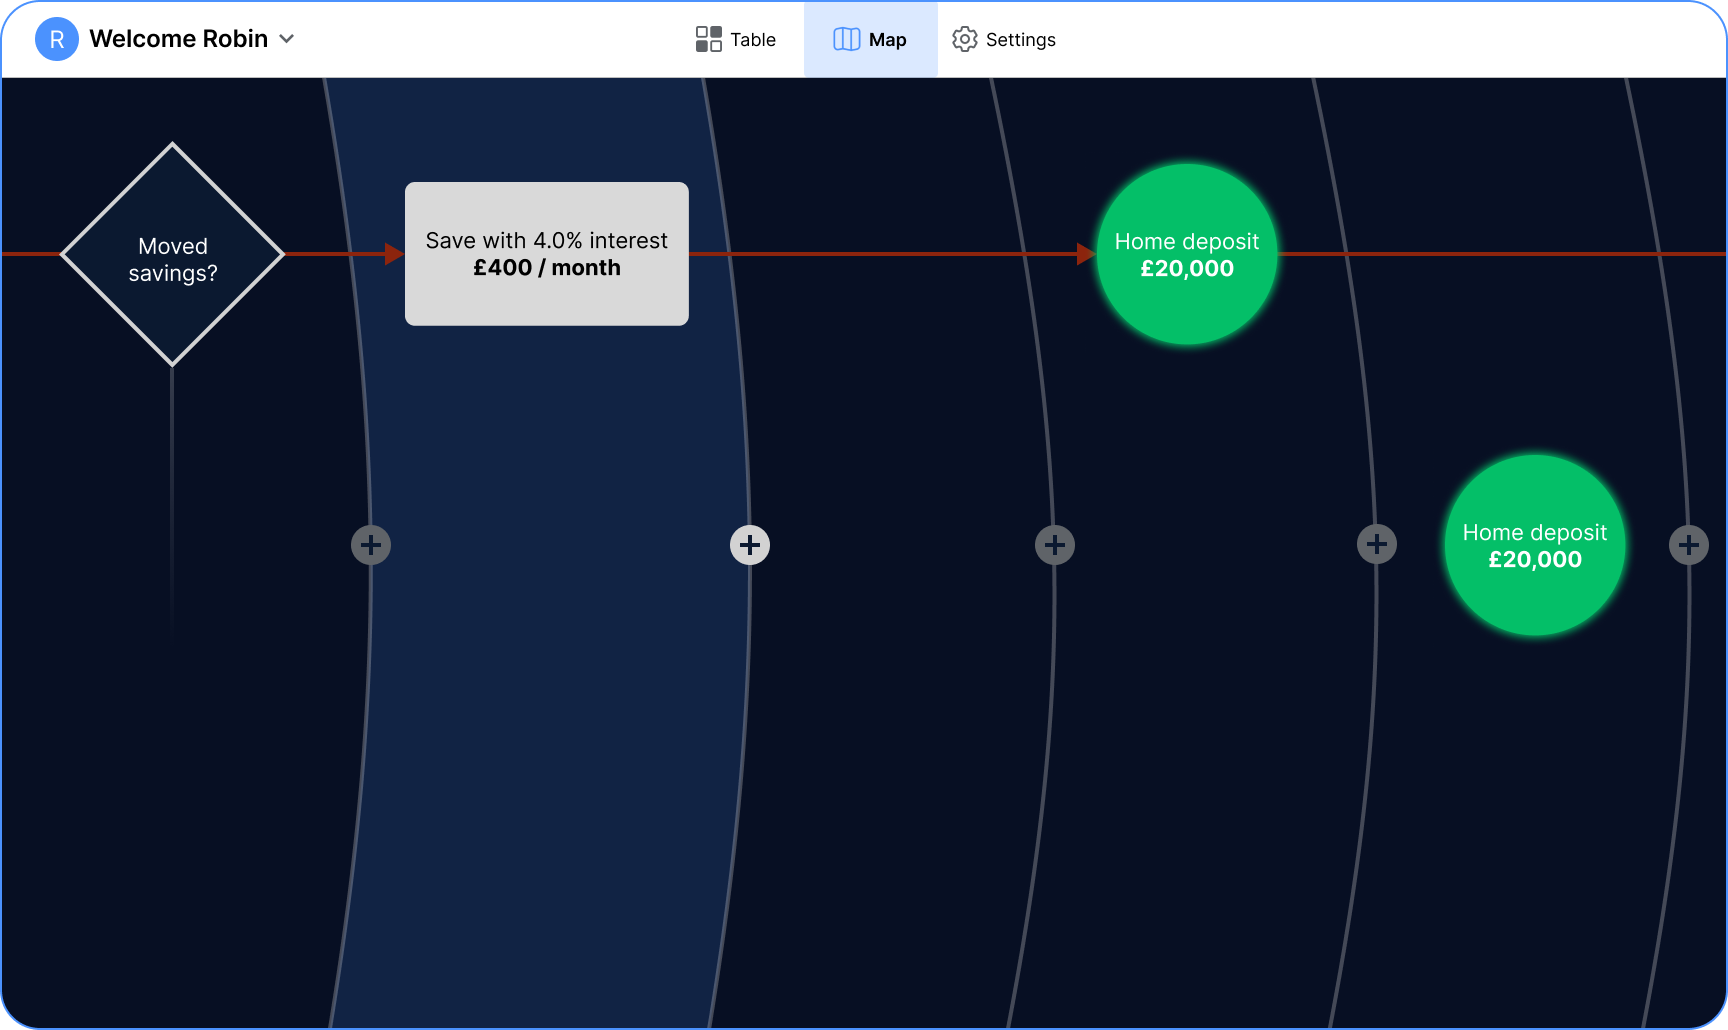 R
Welcome Robin
Table
Map
Settings
Moved
savings?
Save with 4.0% interest
£400 / month
Home deposit
£20,000
Home deposit
£20,000